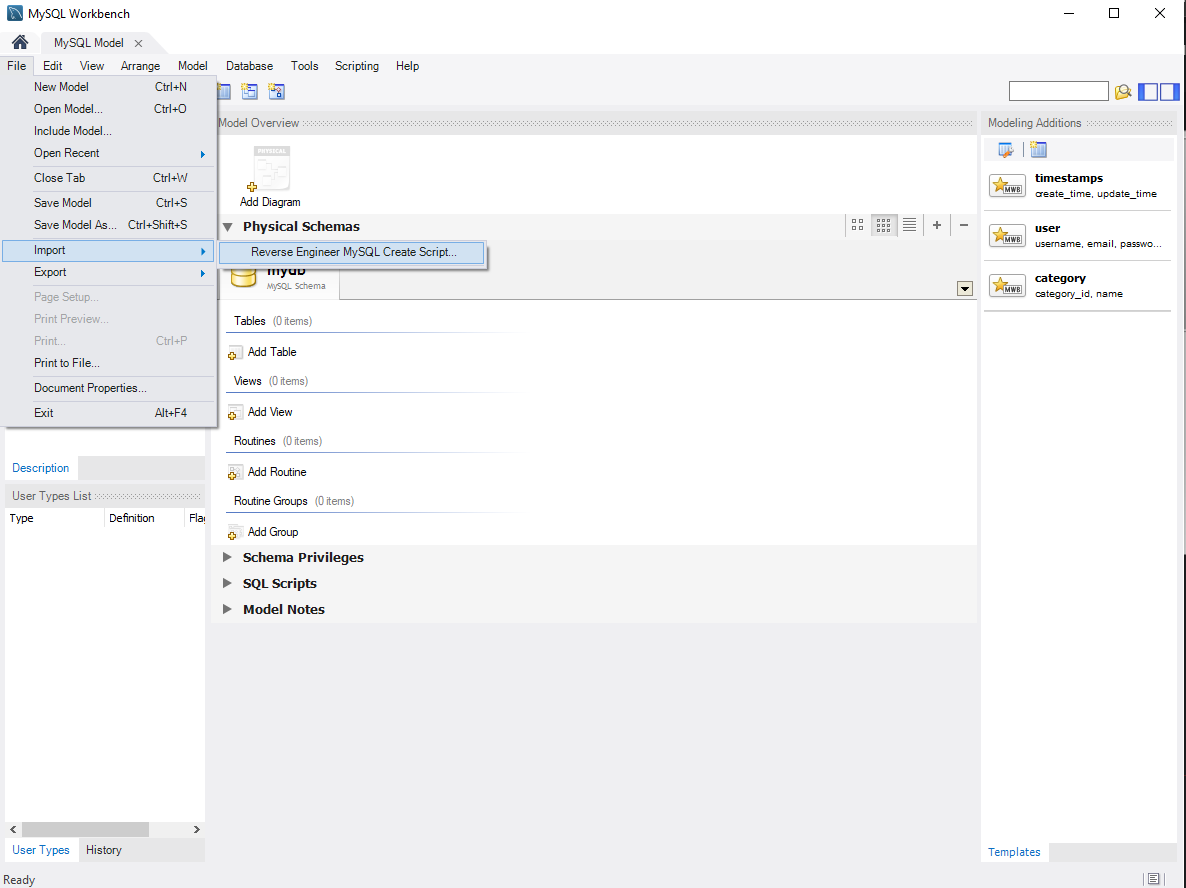 MySQL Workbench
MySQL Model
File Edit View Arrange Model Database Tools Scripting Help
New Model Ctrl+N
Open Model... Ctrl+O
Include Model...
Open Recent
Close Tab Ctrl+W
Save Model Ctrl+S
Save Model As... Ctrl+Shift+S
Import
Export
Page Setup...
Print Preview...
Print... Ctrl+P
Print to File...
Document Properties...
Exit Alt+F4
Reverse Engineer MySQL Create Script...
Model Overview
PHYSICAL
Add Diagram
Physical Schemas
mydb
MySQL Schema
Tables (0 items)
Add Table
Views (0 items)
Add View
Routines (0 items)
Add Routine
Routine Groups (0 items)
Add Group
Schema Privileges
SQL Scripts
Model Notes
Description
User Types List
Type Definition Flag
User Types History
Ready
Modeling Additions
MWB
timestamps
create_time, update_time
MWB
user
username, email, passwo...
MWB
category
category_id, name
Templates